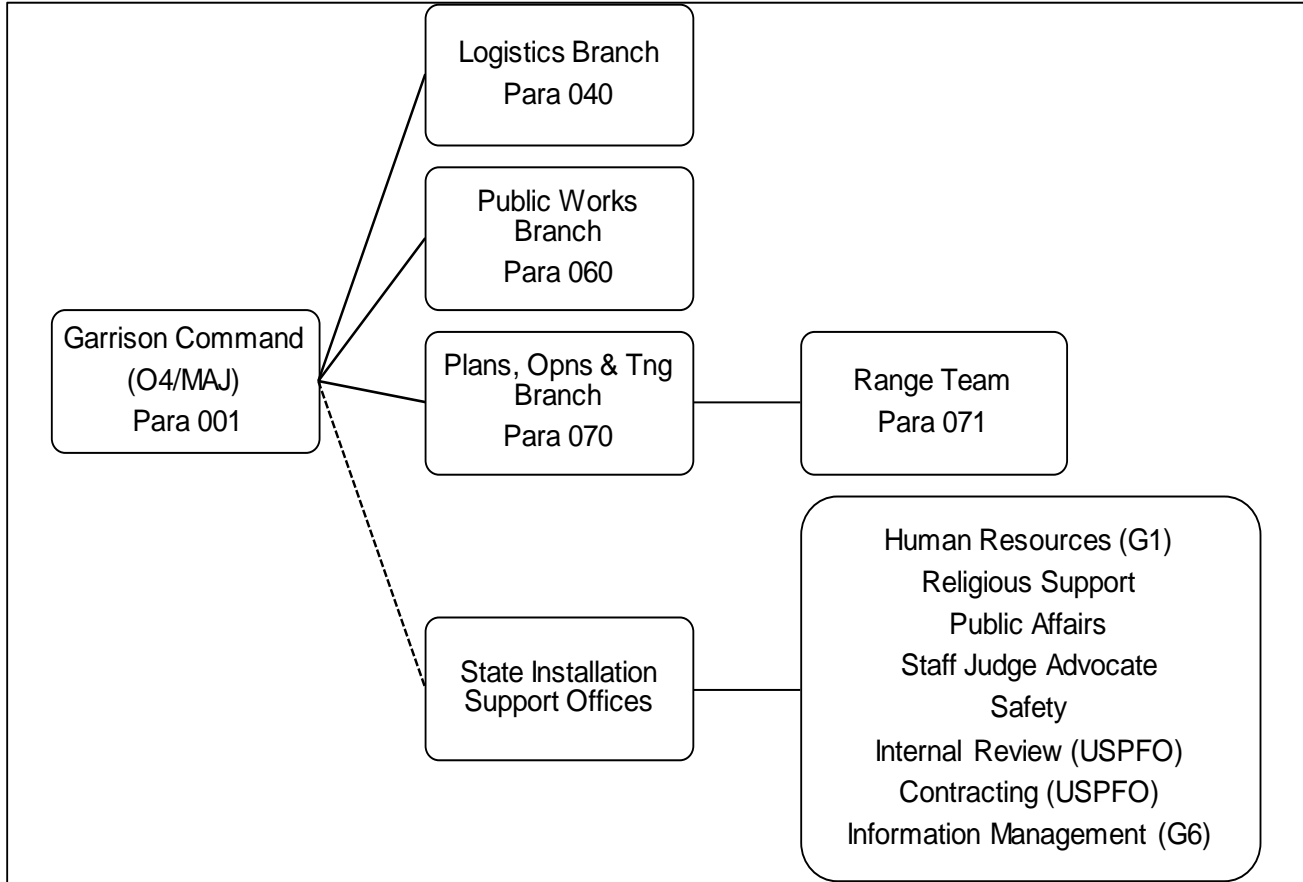 Logistics Branch
Para 040
Public Works
Branch
Para 060
Garrison Command
(O4/MAJ)
Para 001
Plans, Opns & Tng
Branch
Para 070
Range Team
Para 071
State Installation
Support Offices
Human Resources (G1)
Religious Support
Public Affairs
Staff Judge Advocate
Safety
Internal Review (USPFO)
Contracting (USPFO)
Information Management (G6)